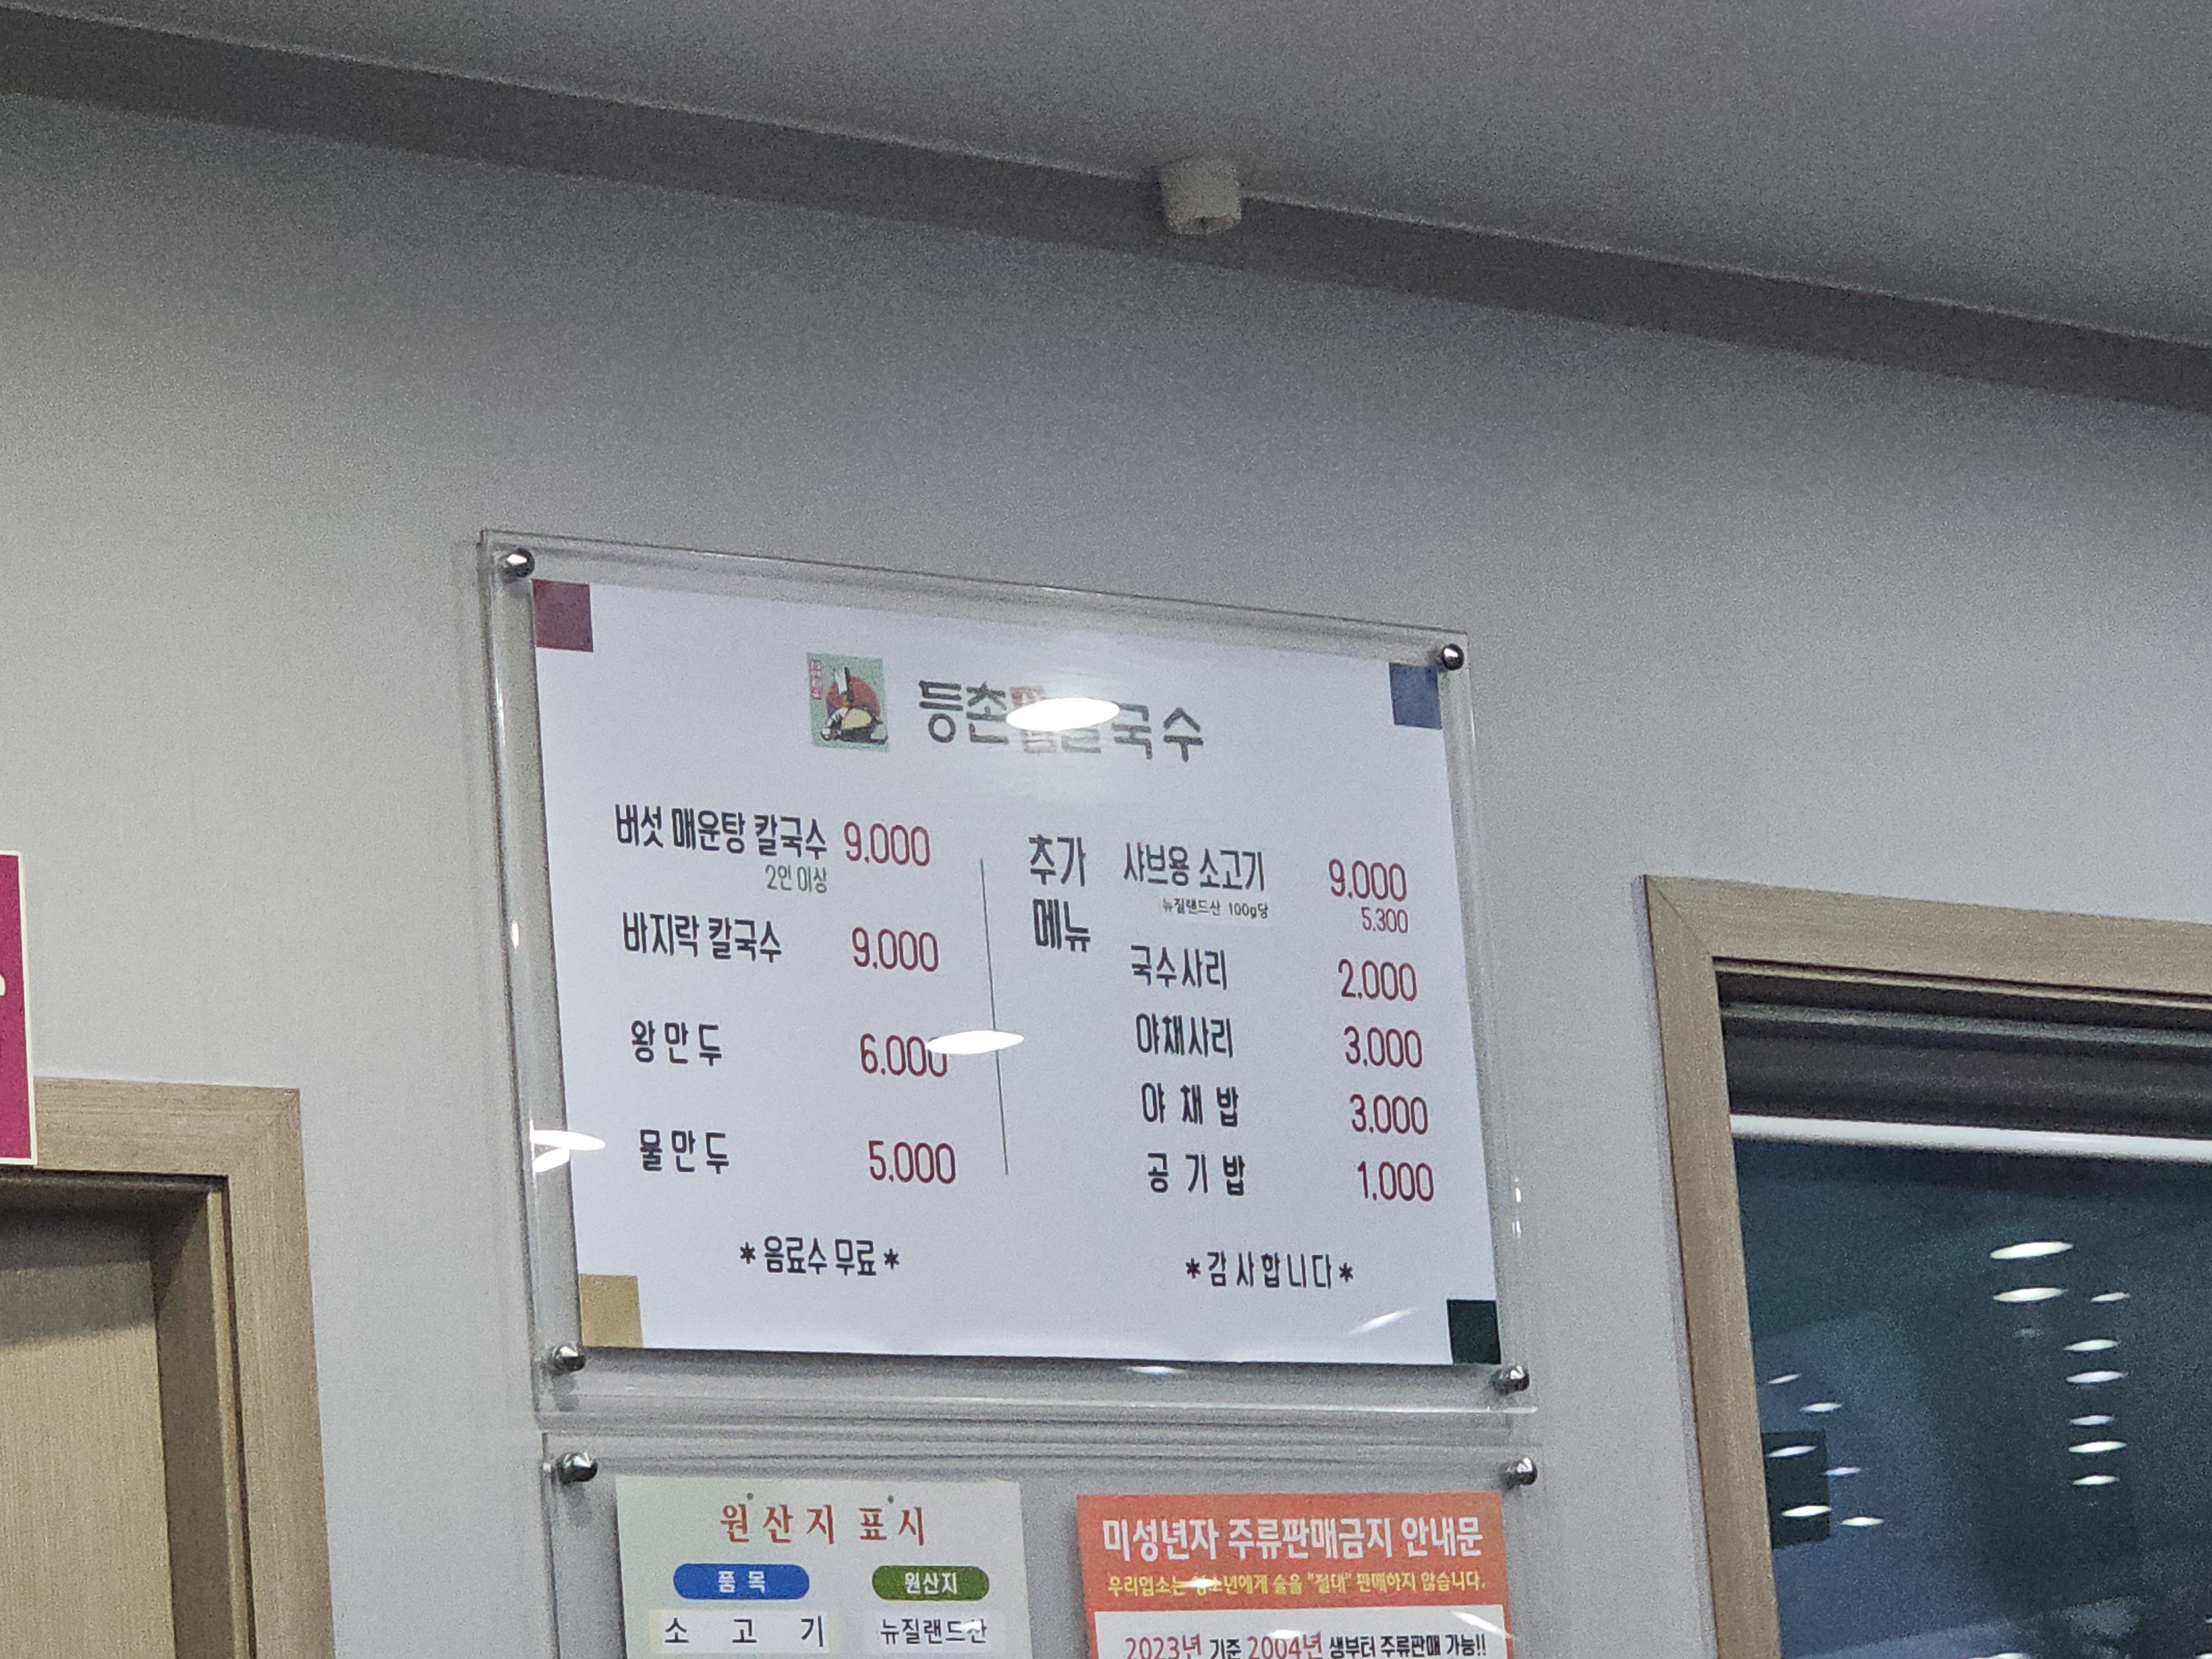 등촌 칼국수
버섯 매운탕 칼국수 9.000
2인 이상
바지락 칼국수 9.000
왕만두 6.000
물만두 5.000
*음료수 무료*
추가 메뉴
샤브용 소고기 9.000
뉴질랜드산 100g당 5.300
국수사리 2.000
야채사리 3.000
야채밥 3.000
공기밥 1.000
*감사합니다*
원산지 표시
품목 원산지
소고기 뉴질랜드산
미성년자 주류판매금지 안내문
우리업소는 청소년에게 술을 "절대" 판매하지 않습니다.
2023년 기준 2004년 생부터 주류판매 가능!!